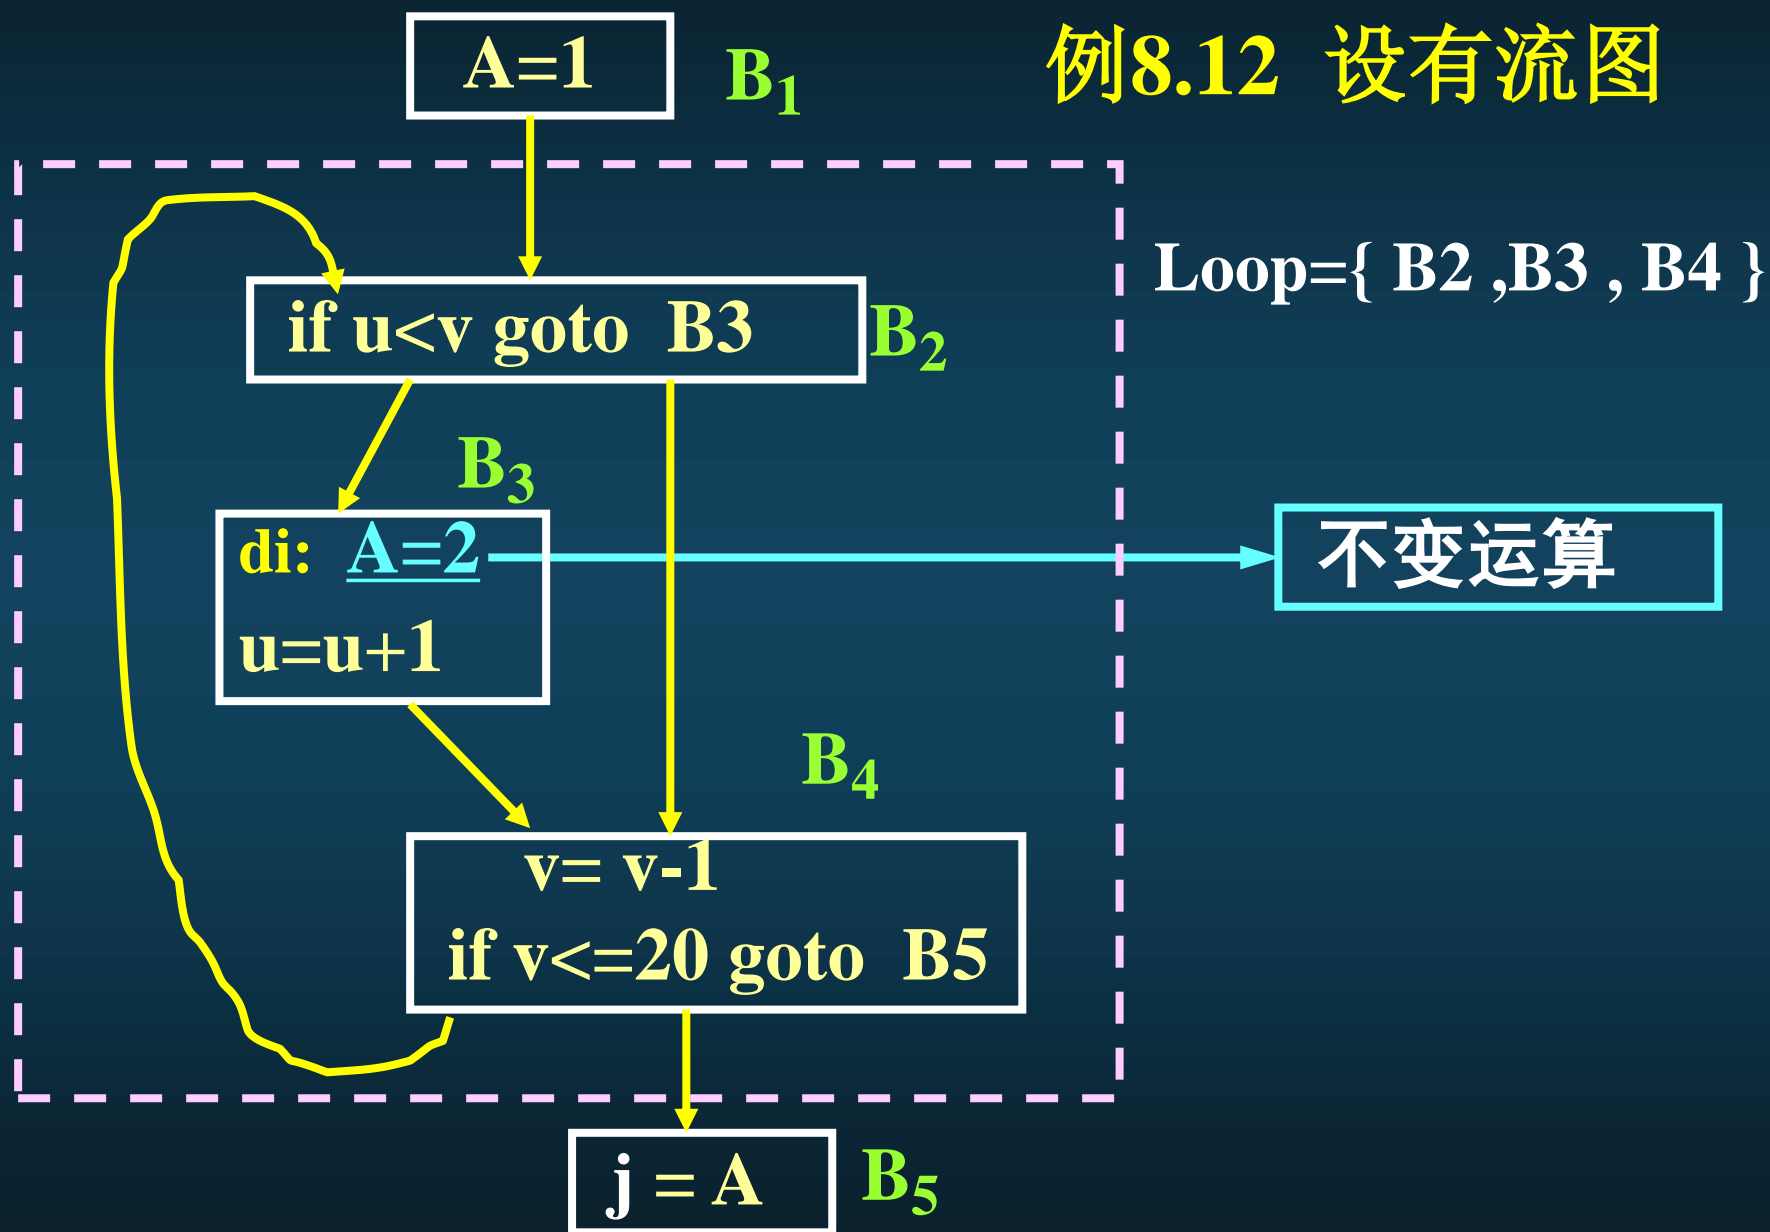 例8.12 设有流图
A=1
B1
Loop={ B2 ,B3 , B4 }
if u<v goto B3
B2
B3
di: A=2
u=u+1
不变运算
B4
v= v-1
if v<=20 goto B5
j = A
B5